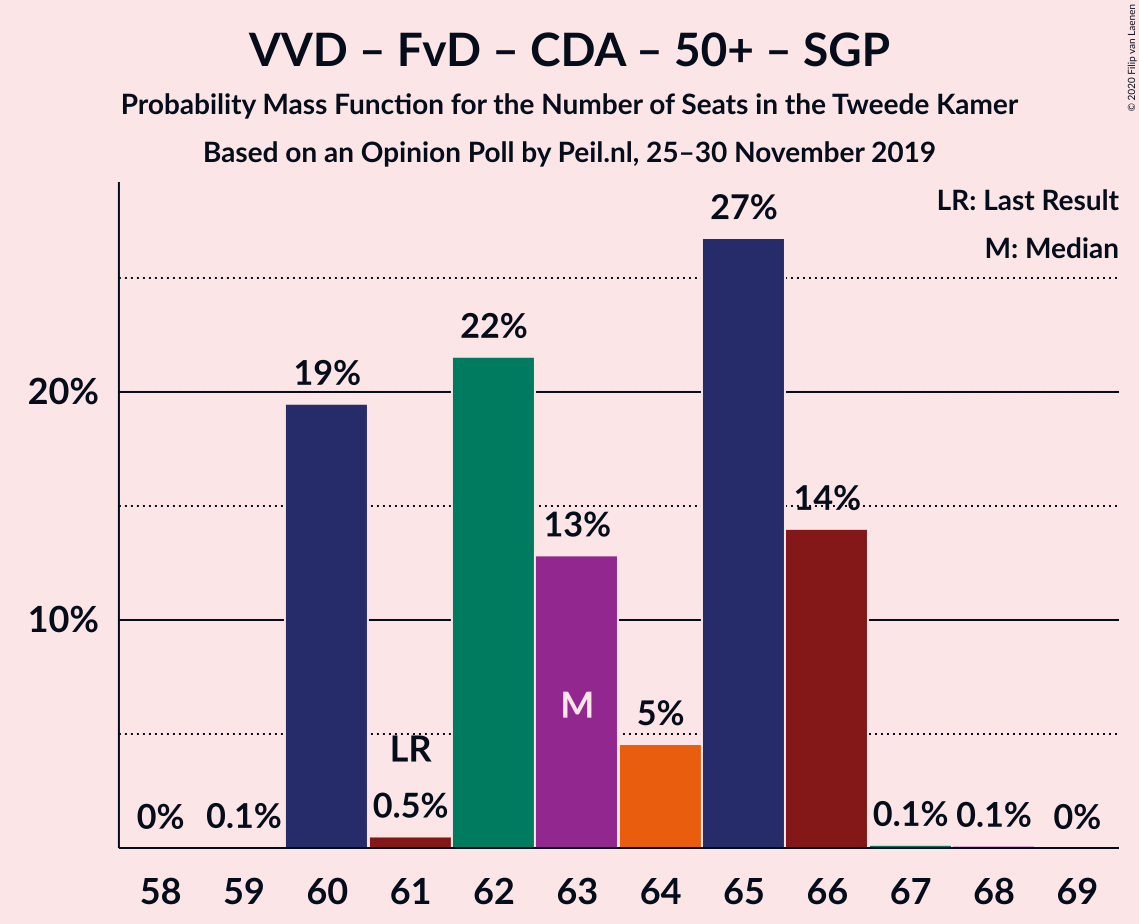 VVD – FvD – CDA – 50+ – SGP
Probability Mass Function for the Number of Seats in the Tweede Kamer
Based on an Opinion Poll by Peil.nl, 25–30 November 2019
© 2020 Filip van Laenen
LR: Last Result
M: Median
27%
22%
19%
20%
14%
13%
10%
M
5%
LR
0% 0.1% 0.5% 0.1% 0.1% 0%
58 59 60 61 62 63 64 65 66 67 68 69